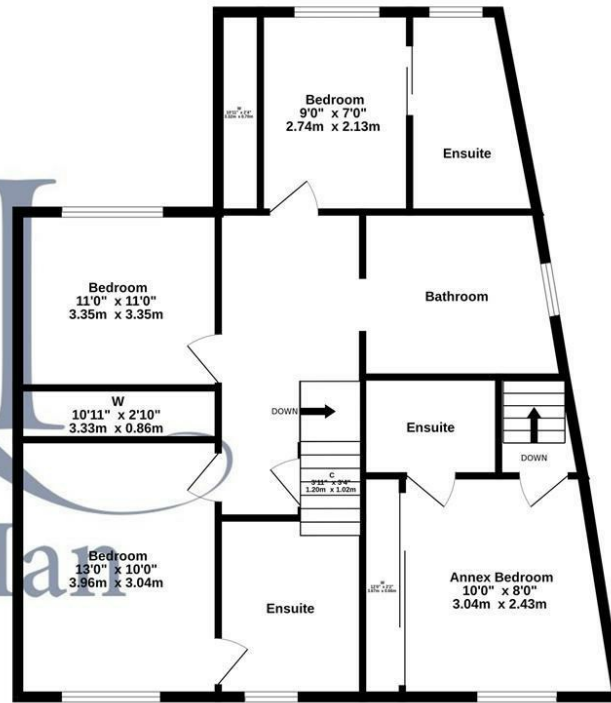 Bedroom
9'0" x 7'0"
2.74m x 2.13m
Ensuite
Bedroom
11'0" x 11'0"
3.35m x 3.35m
Bathroom
W
10'11" x 2'10"
3.33m x 0.86m
DOWN
Ensuite
DOWN
C
3'11" x 3'4"
1.20m x 1.02m
Bedroom
13'0" x 10'0"
3.96m x 3.04m
Ensuite
W
Annex Bedroom
10'0" x 8'0"
3.04m x 2.43m